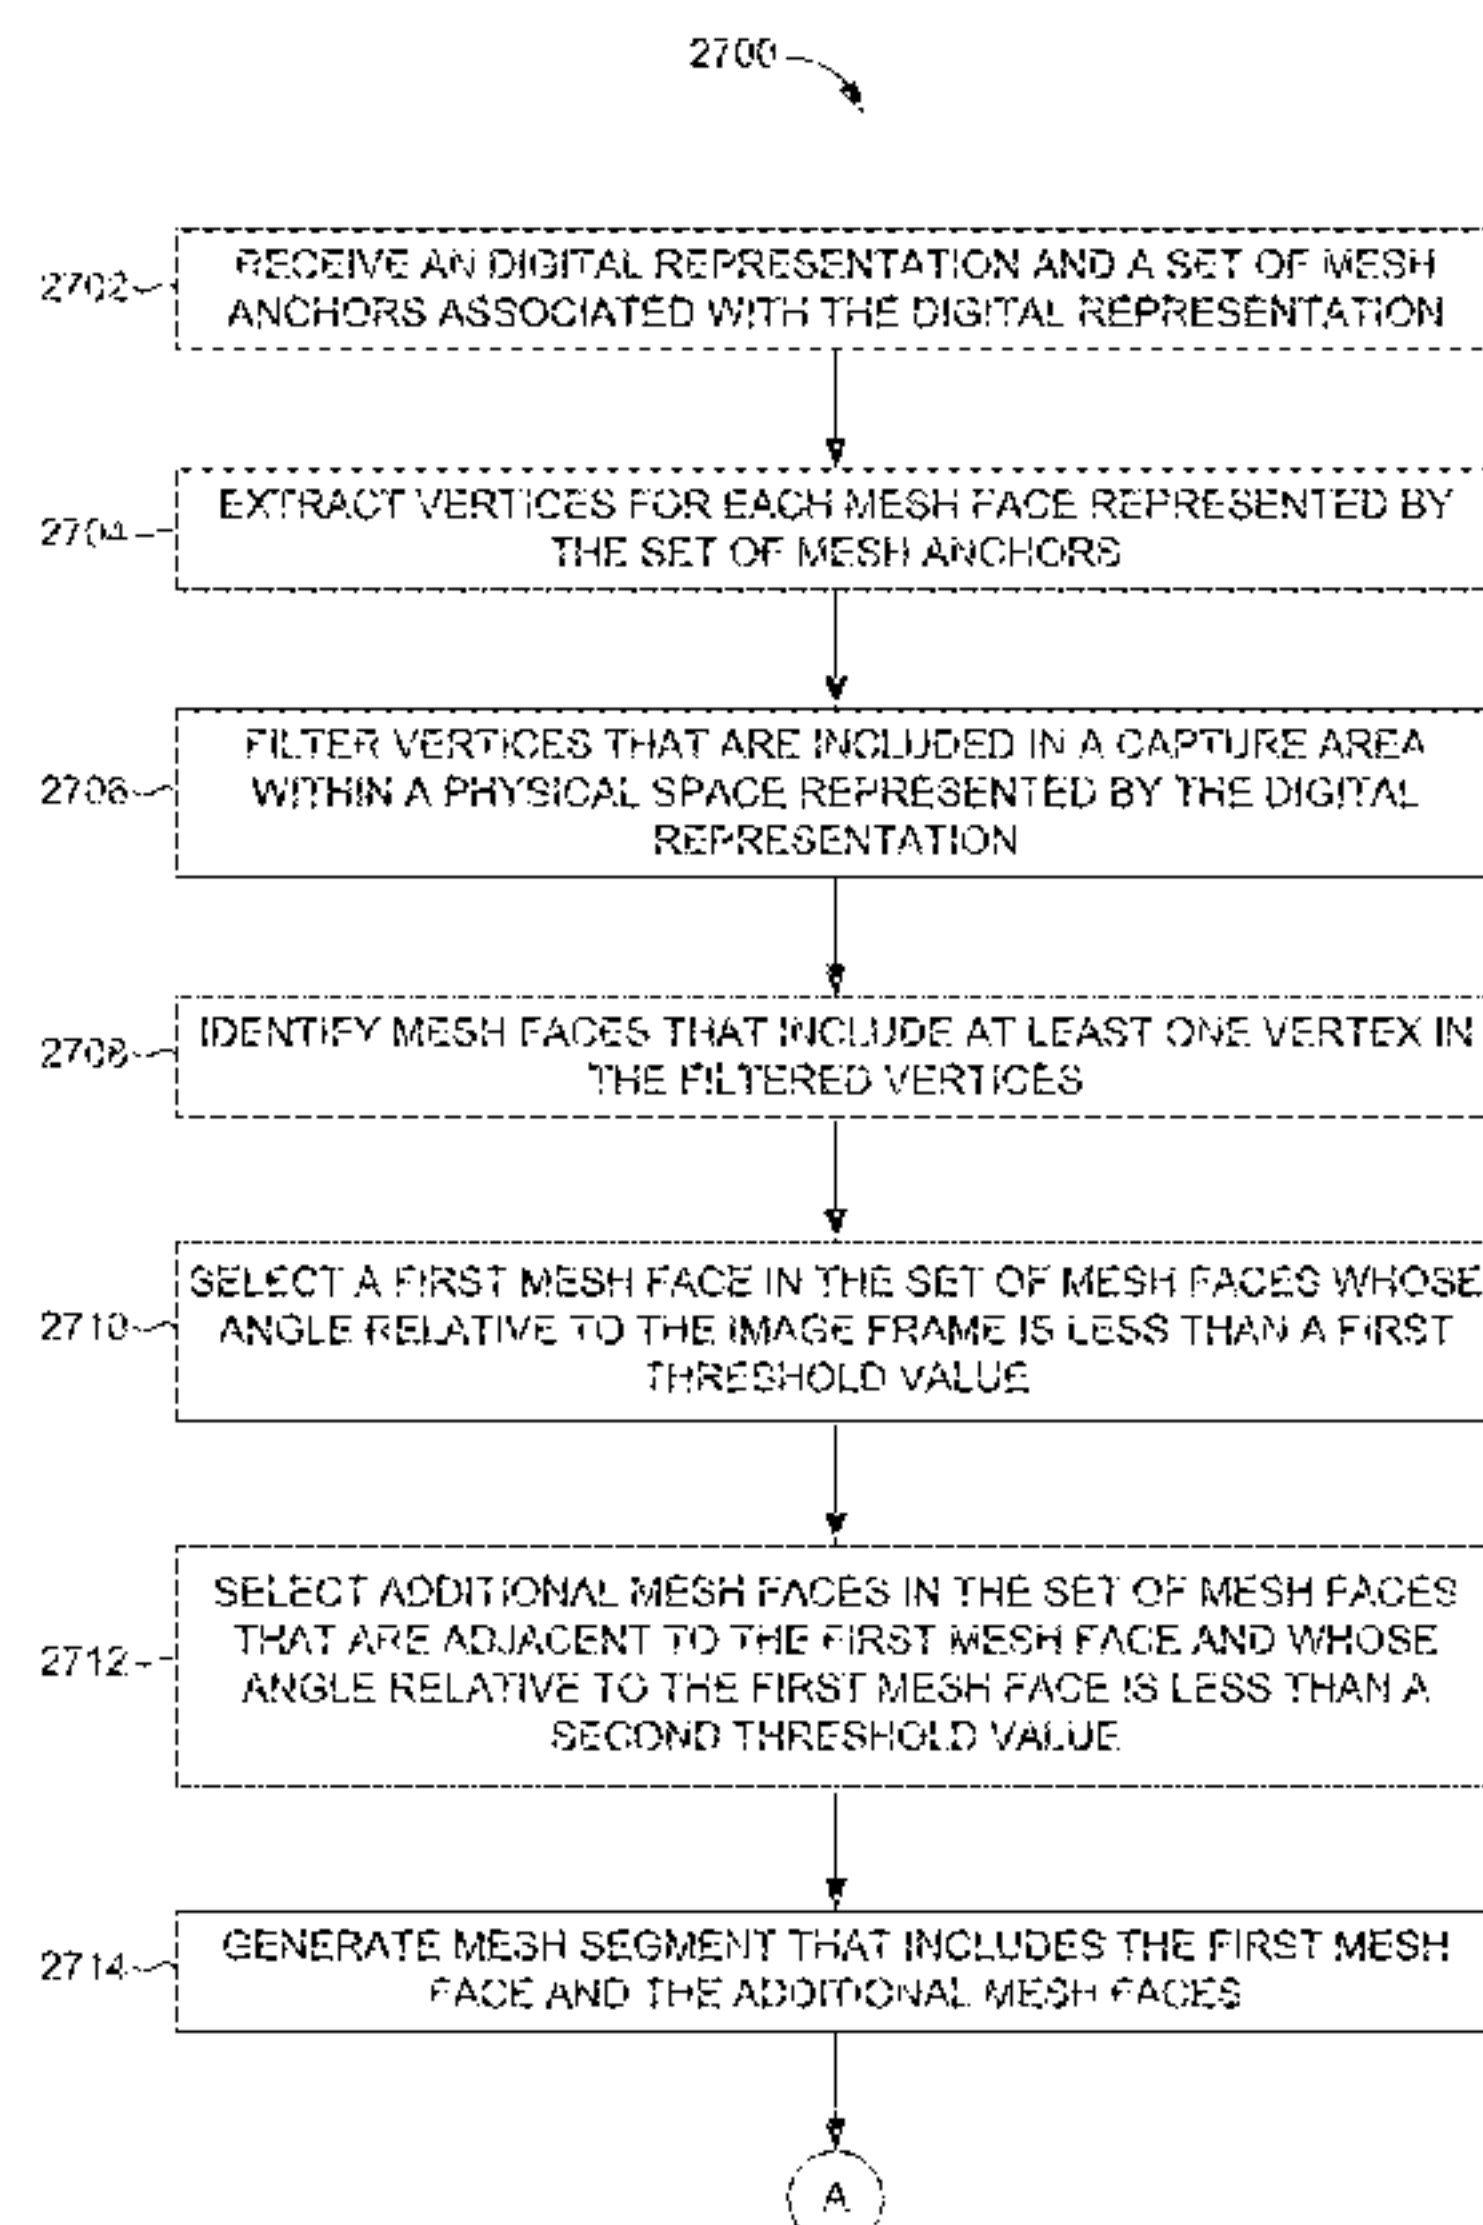 2700
2702
RECEIVE AN DIGITAL REPRESENTATION AND A SET OF MESH
ANCHORS ASSOCIATED WITH THE DIGITAL REPRESENTATION
2704
EXTRACT VERTICES FOR EACH MESH FACE REPRESENTED BY
THE SET OF MESH ANCHORS
2706
FILTER VERTICES THAT ARE INCLUDED IN A CAPTURE AREA
WITHIN A PHYSICAL SPACE REPRESENTED BY THE DIGITAL
REPRESENTATION
2708
IDENTIFY MESH FACES THAT INCLUDE AT LEAST ONE VERTEX IN
THE FILTERED VERTICES
2710
SELECT A FIRST MESH FACE IN THE SET OF MESH FACES WHOSE
ANGLE RELATIVE TO THE IMAGE FRAME IS LESS THAN A FIRST
THRESHOLD VALUE
2712
SELECT ADDITIONAL MESH FACES IN THE SET OF MESH FACES
THAT ARE ADJACENT TO THE FIRST MESH FACE AND WHOSE
ANGLE RELATIVE TO THE FIRST MESH FACE IS LESS THAN A
SECOND THRESHOLD VALUE
2714
GENERATE MESH SEGMENT THAT INCLUDES THE FIRST MESH
FACE AND THE ADDITIONAL MESH FACES
A